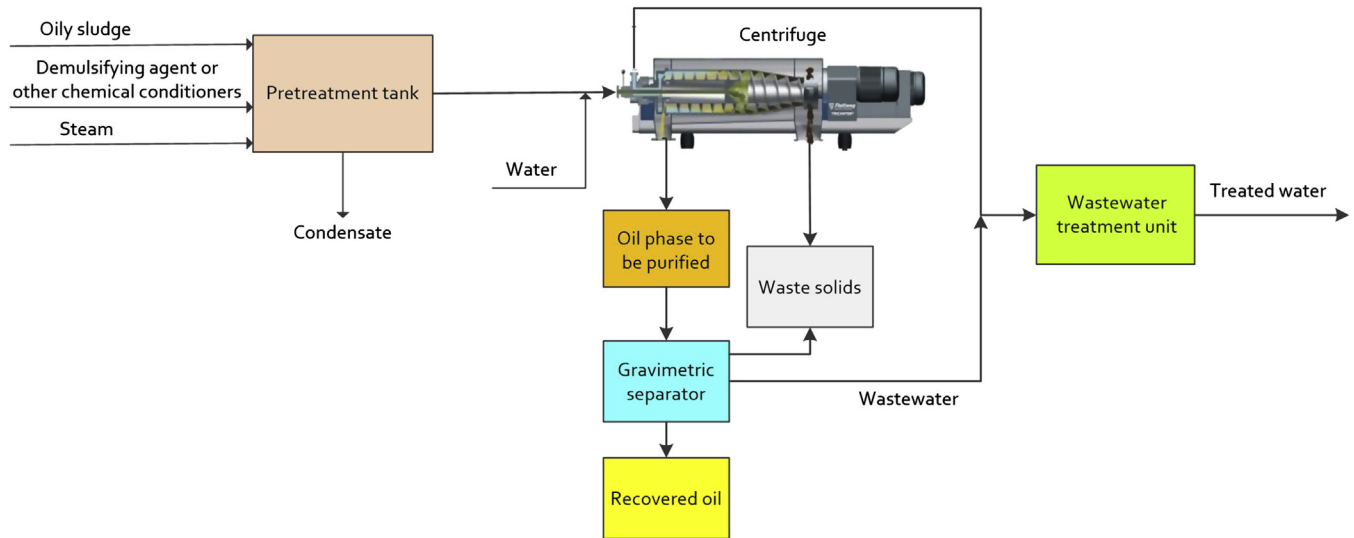 Oily sludge
Demulsifying agent or
other chemical conditioners
Steam
Pretreatment tank
Condensate
Water
Centrifuge
Oil phase to
be purified
Waste solids
Gravimetric
separator
Wastewater
Recovered oil
Wastewater
treatment unit
Treated water